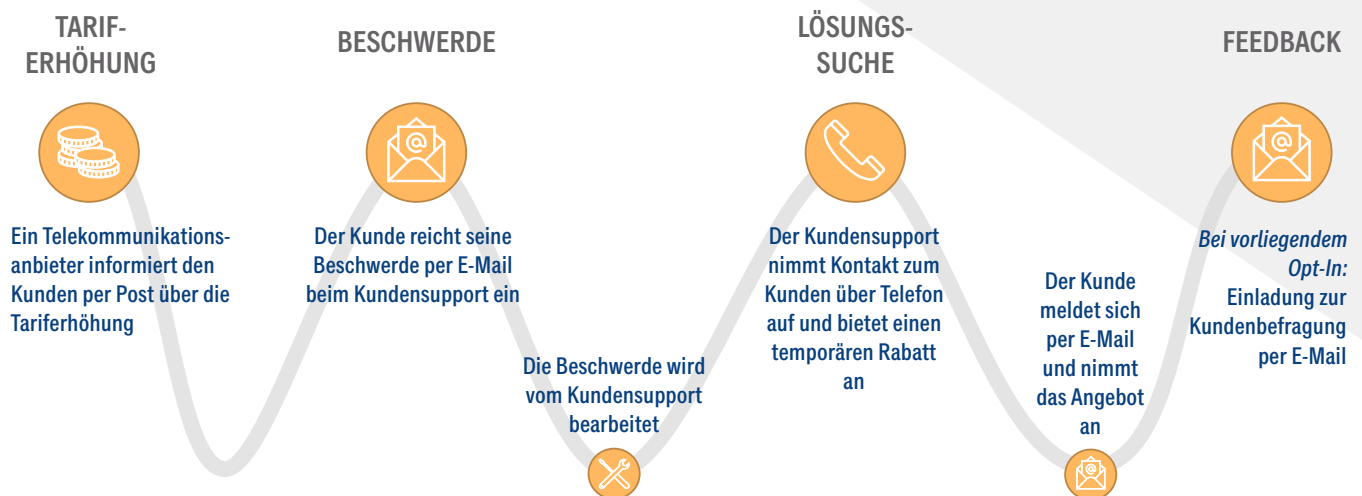 TARIF-
ERHÖHUNG
Ein Telekommunikations-
anbieter informiert den
Kunden per Post über die
Tariferhöhung
BESCHWERDE
@
Der Kunde reicht seine
Beschwerde per E-Mail
beim Kundensupport ein
Die Beschwerde wird
vom Kundensupport
bearbeitet
LÖSUNGS-
SUCHE
Der Kundensupport
nimmt Kontakt zum
Kunden über Telefon
auf und bietet einen
temporären Rabatt
an
Der Kunde
meldet sich
per E-Mail
und nimmt
das Angebot
an
@
FEEDBACK
@
Bei vorliegendem
Opt-In:
Einladung zur
Kundenbefragung
per E-Mail